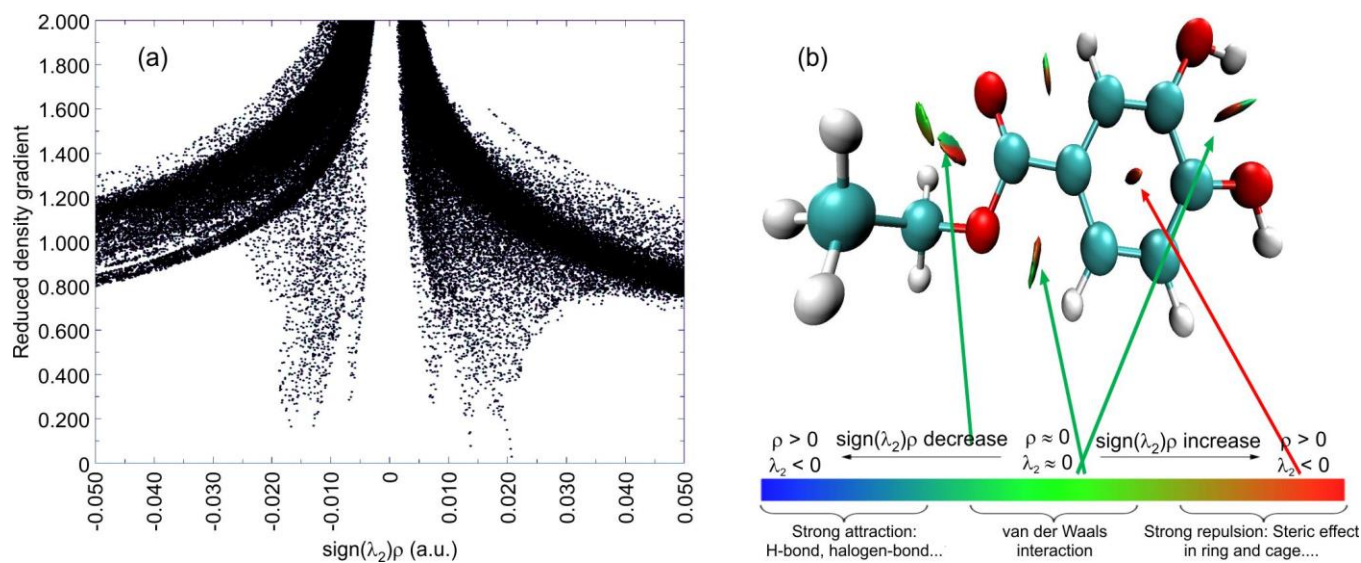 (a)
Reduced density gradient
2.000
1.800
1.600
1.400
1.200
1.000
0.800
0.600
0.400
0.200
0
-0.050
-0.040
-0.030
-0.020
-0.010
0
0.010
0.020
0.030
0.040
0.050
sign(λ₂)ρ (a.u.)
(b)
ρ > 0 sign(λ₂)ρ decrease ρ ≈ 0 sign(λ₂)ρ increase ρ > 0
λ₂ < 0 λ₂ ≈ 0 λ₂ < 0
Strong attraction: van der Waals Strong repulsion: Steric effect
H-bond, halogen-bond... interaction in ring and cage....